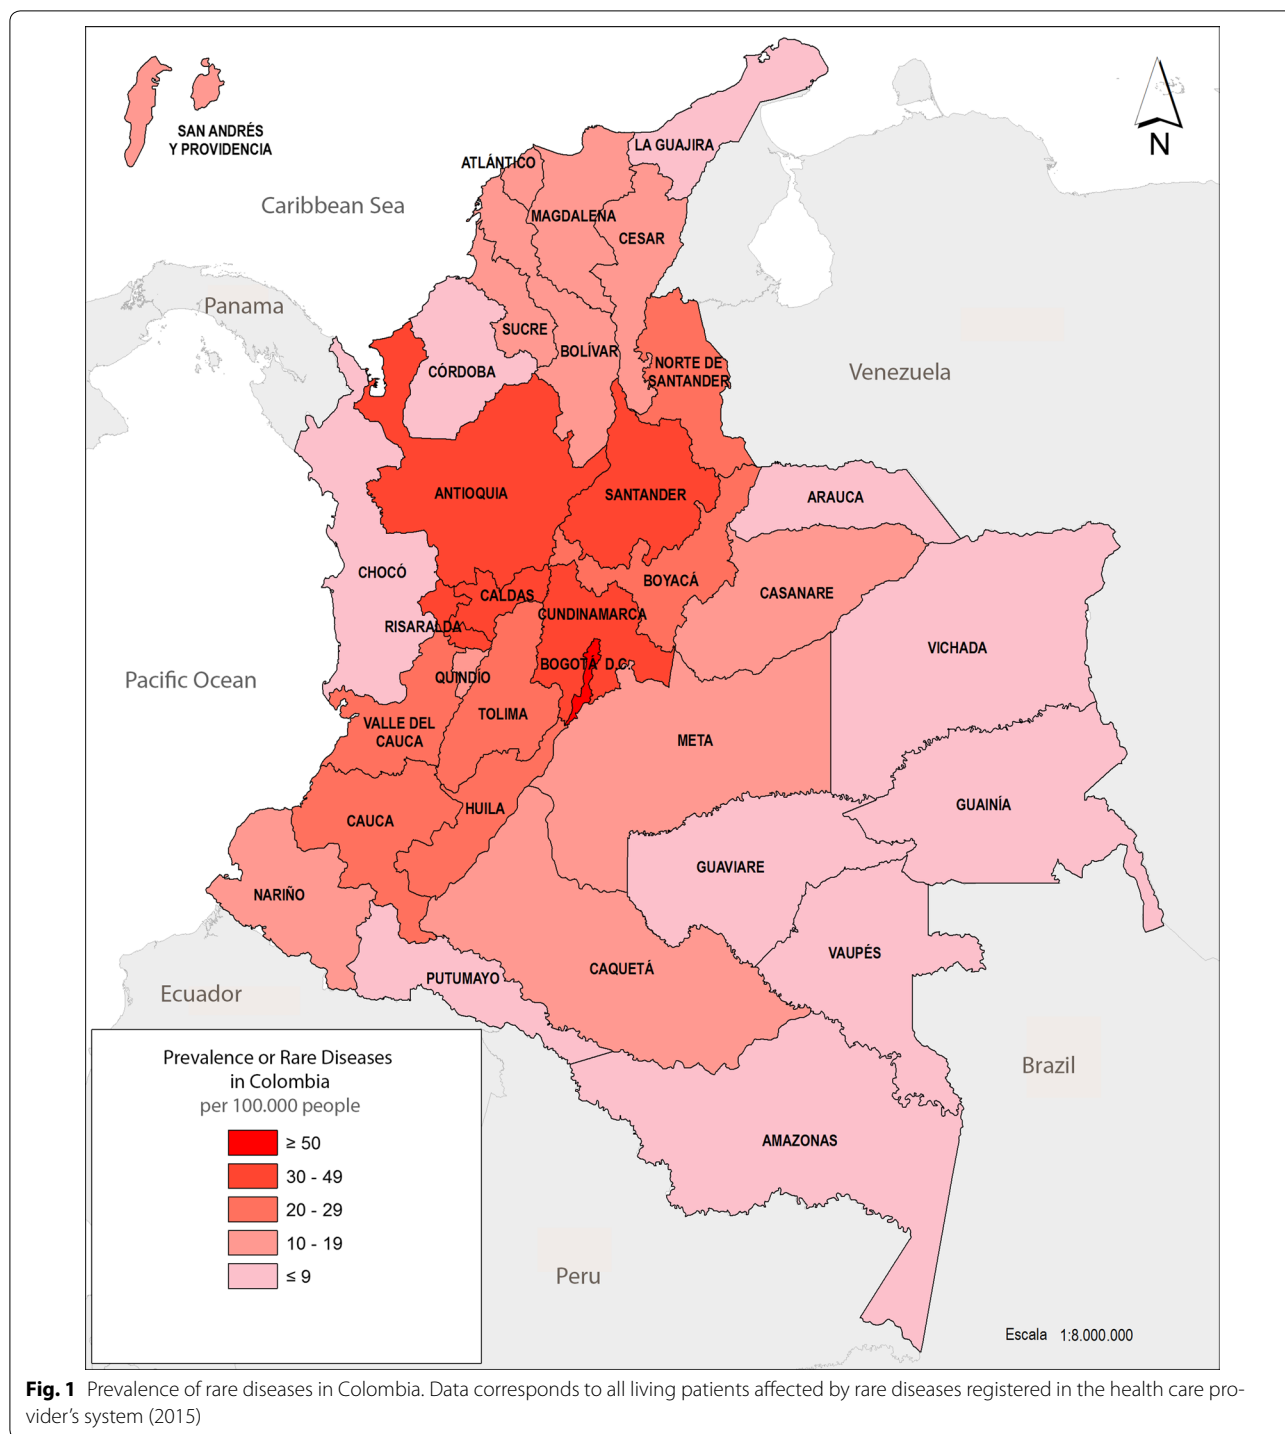 SAN ANDRÉS
Y PROVIDENCIA
N
LA GUAJIRA
ATLÁNTICO
Caribbean Sea
MAGDALENA
CESAR
Panama
SUCRE
BOLÍVAR
NORTE DE
SANTANDER
CÓRDOBA
Venezuela
ANTIOQUIA
SANTANDER
ARAUCA
CHOCÓ
BOYACÁ
CASANARE
CALDAS
CUNDINAMARCA
RISARALDA
VICHADA
BOGOTÁ D.C.
QUINDÍO
Pacific Ocean
TOLIMA
VALLE DEL
CAUCA
META
GUAINÍA
HUILA
CAUCA
GUAVIARE
NARIÑO
VAUPÉS
CAQUETÁ
PUTUMAYO
Ecuador
Brazil
AMAZONAS
Peru
Prevalence or Rare Diseases
in Colombia
per 100.000 people
≥ 50
30 - 49
20 - 29
10 - 19
≤ 9
Escala 1:8.000.000
Fig. 1 Prevalence of rare diseases in Colombia. Data corresponds to all living patients affected by rare diseases registered in the health care pro-
vider's system (2015)